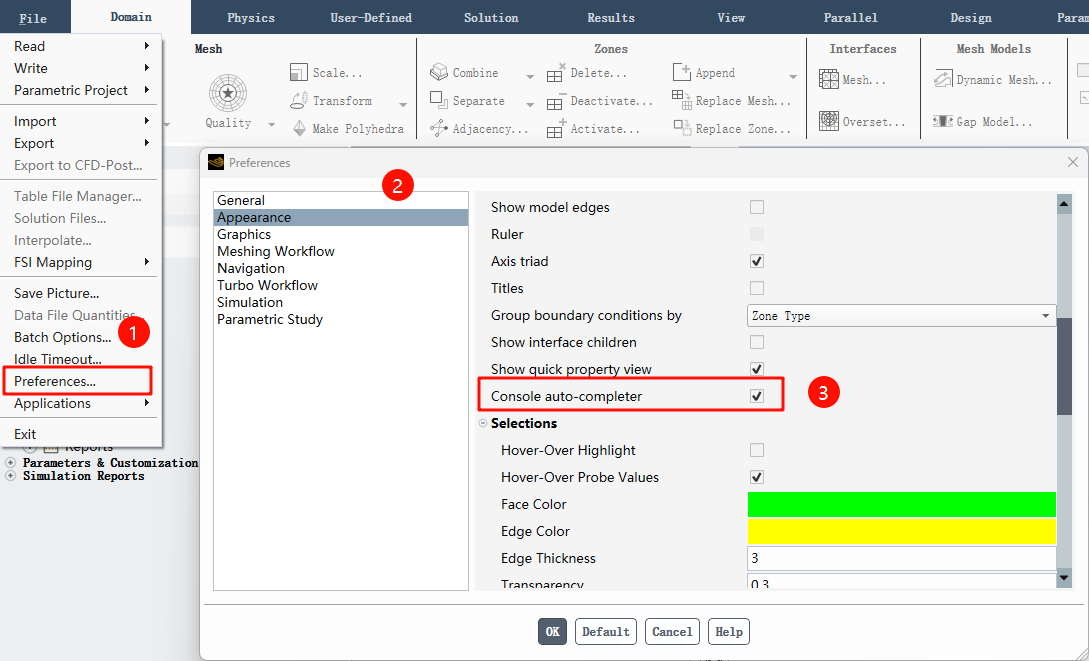 File
Domain
Physics
User-Defined
Solution
Results
View
Parallel
Design
Mesh
Zones
Interfaces
Mesh Models
Quality
Scale...
Transform
Make Polyhedra
Combine
Separate
Adjacency...
Delete...
Deactivate...
Activate...
Append
Replace Mesh...
Replace Zone...
Mesh...
Overset...
Dynamic Mesh...
Gap Model...
Read
Write
Parametric Project
Import
Export
Export to CFD-Post...
Table File Manager...
Solution Files...
Interpolate...
FSI Mapping
Save Picture...
Data File Quantities...
1
Batch Options...
Idle Timeout...
Preferences...
Applications
Exit
Reports
Parameters & Customization
Simulation Reports
Preferences
2
General
Appearance
Graphics
Meshing Workflow
Navigation
Turbo Workflow
Simulation
Parametric Study
Show model edges
Ruler
Axis triad
Titles
Group boundary conditions by
Zone Type
Show interface children
Show quick property view
Console auto-completer
3
Selections
Hover-Over Highlight
Hover-Over Probe Values
Face Color
Edge Color
Edge Thickness
3
Transparency
0.3
OK
Default
Cancel
Help